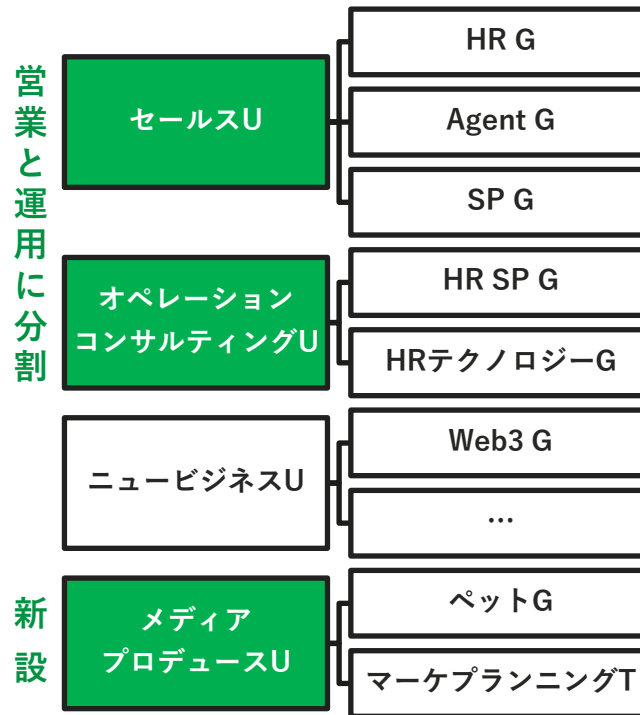 営業と運用に分割
セールスU
HR G
Agent G
SP G
オペレーション
コンサルティングU
HR SP G
HRテクノロジーG
ニュービジネスU
Web3 G
…
新設
メディア
プロデュースU
ペットG
マーケプランニングT